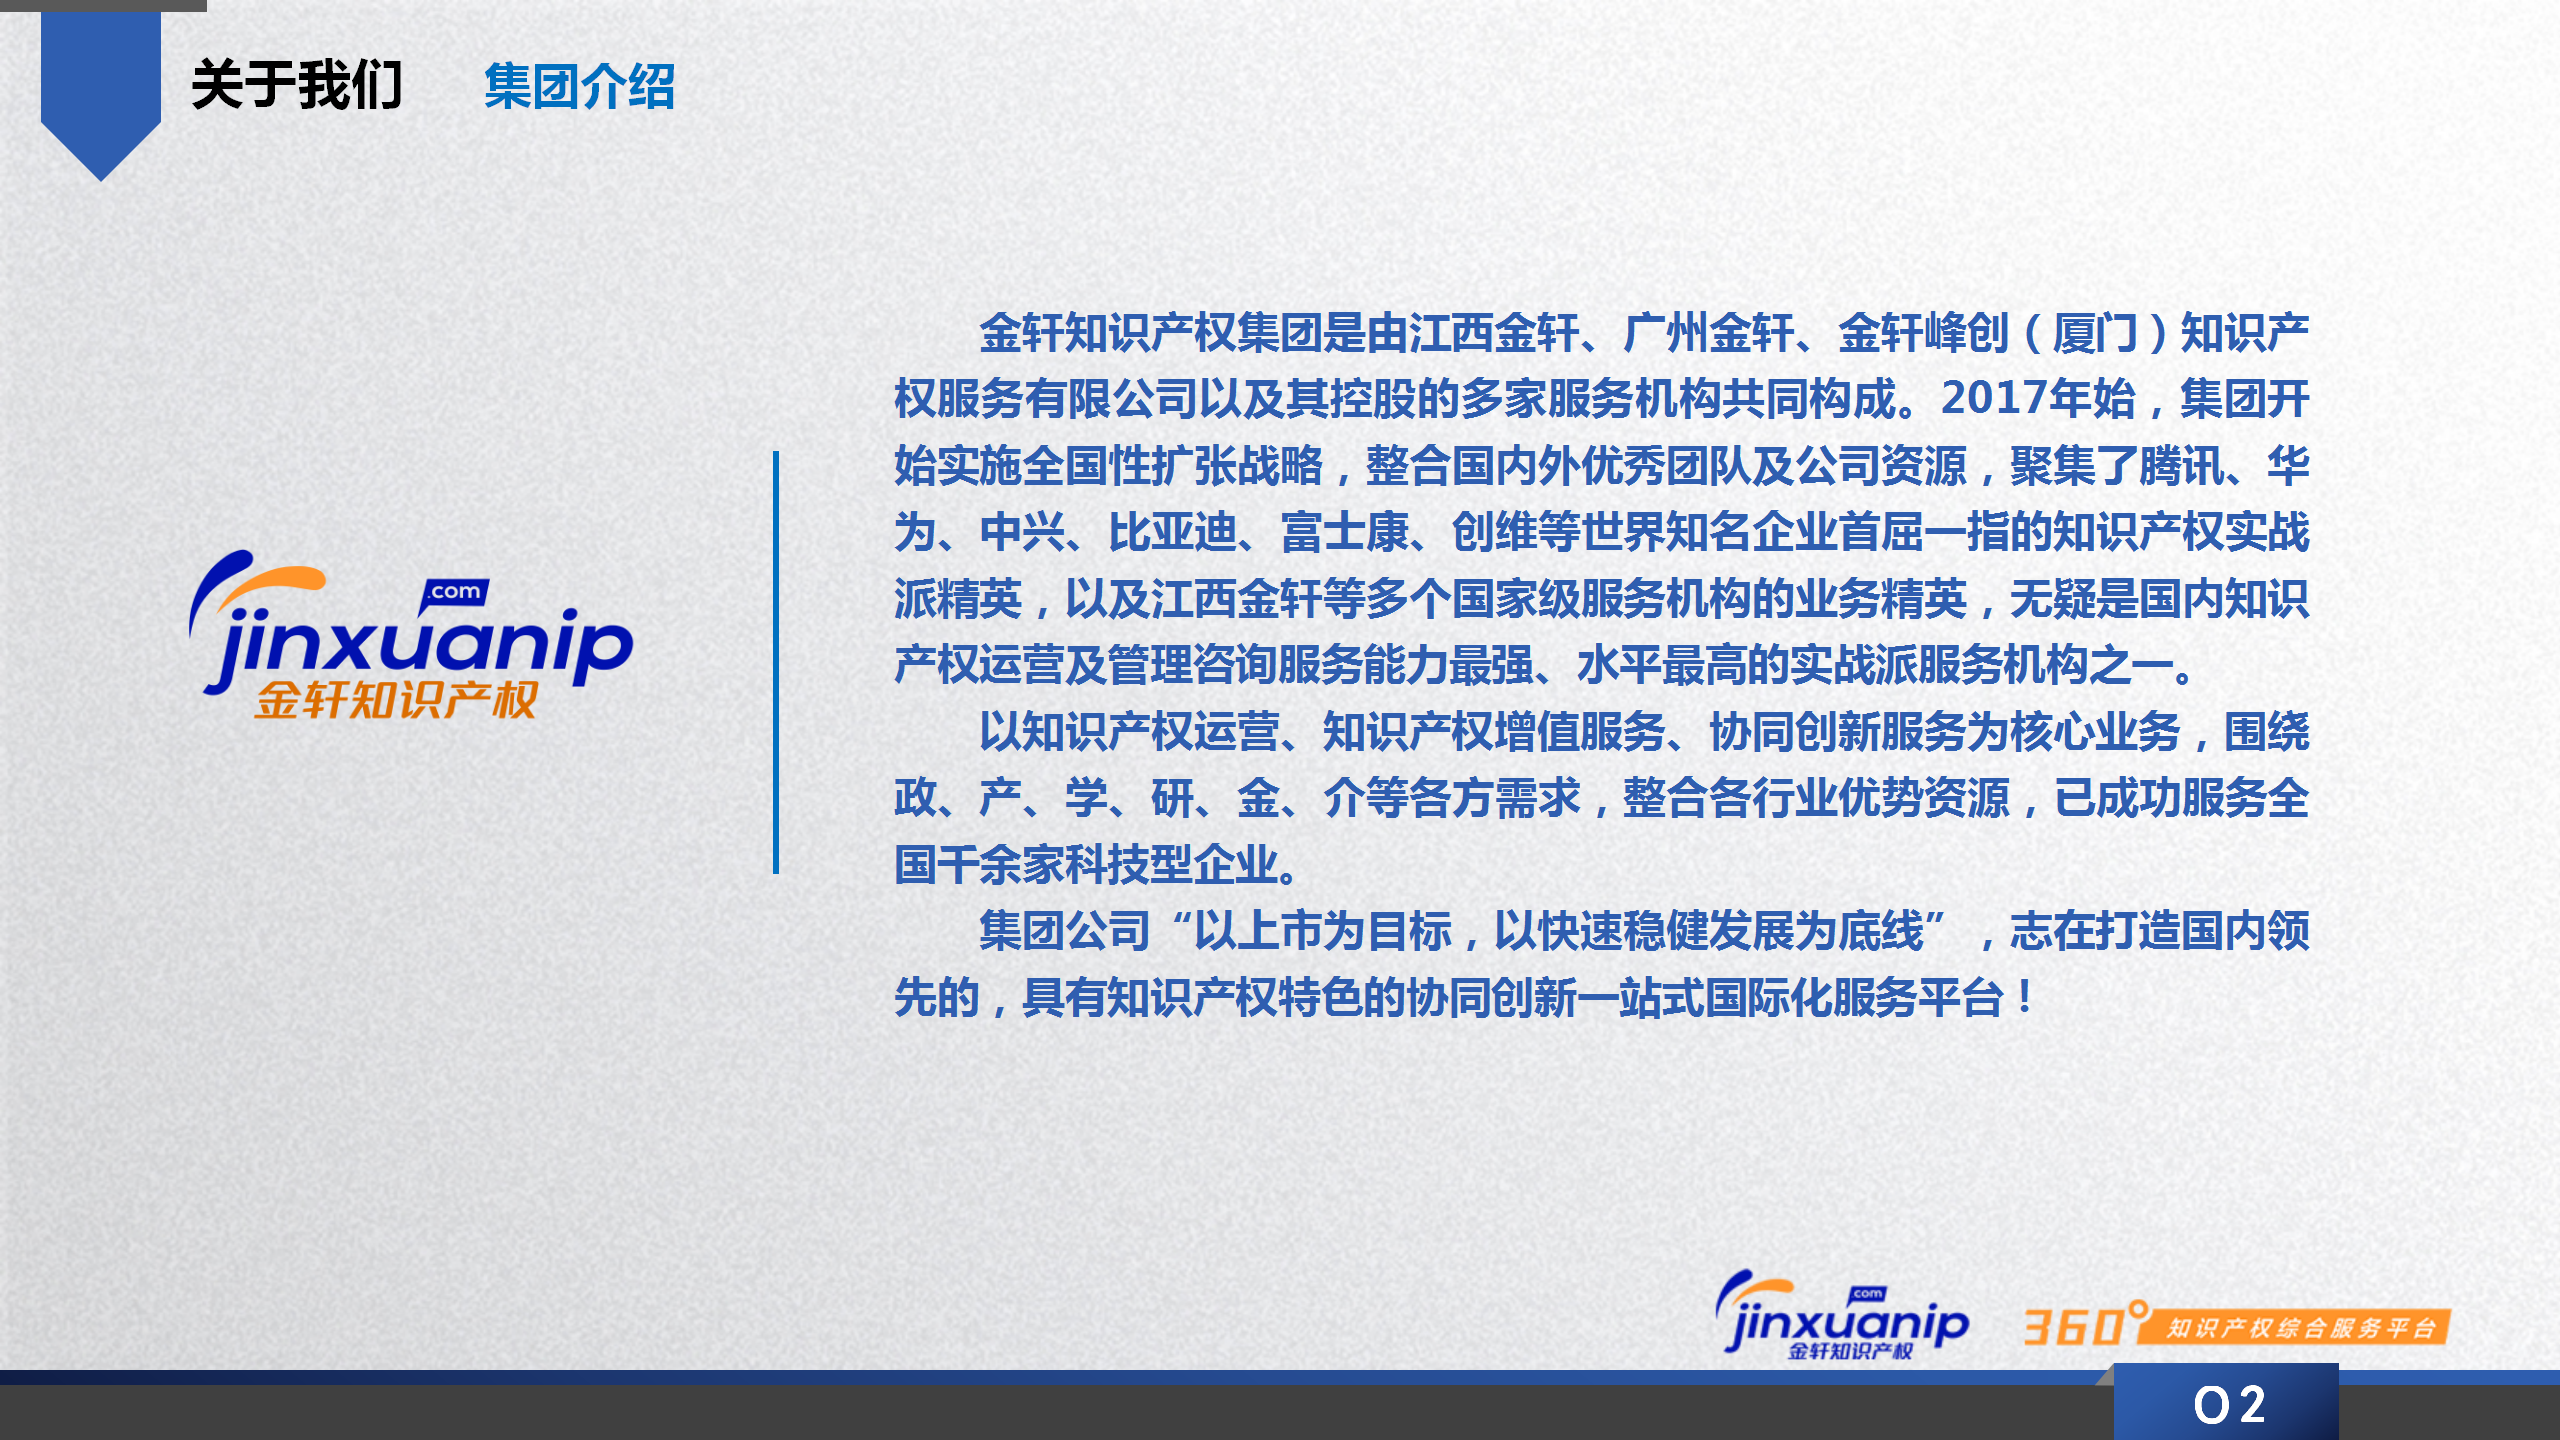 关于我们 集团介绍
金轩知识产权集团是由江西金轩、广州金轩、金轩峰创（厦门）知识产
权服务有限公司以及其控股的多家服务机构共同构成。2017年始，集团开
始实施全国性扩张战略，整合国内外优秀团队及公司资源，聚集了腾讯、华
为、中兴、比亚迪、富士康、创维等世界知名企业首屈一指的知识产权实战
派精英，以及江西金轩等多个国家级服务机构的业务精英，无疑是国内知识
产权运营及管理咨询服务能力最强、水平最高的实战派服务机构之一。
以知识产权运营、知识产权增值服务、协同创新服务为核心业务，围绕
政、产、学、研、金、介等各方需求，整合各行业优势资源，已成功服务全
国千余家科技型企业。
集团公司“以上市为目标，以快速稳健发展为底线”，志在打造国内领
先的，具有知识产权特色的协同创新一站式国际化服务平台！
.com
jinxuanip
金轩知识产权
.com
jinxuanip
金轩知识产权
360° 知识产权综合服务平台
02